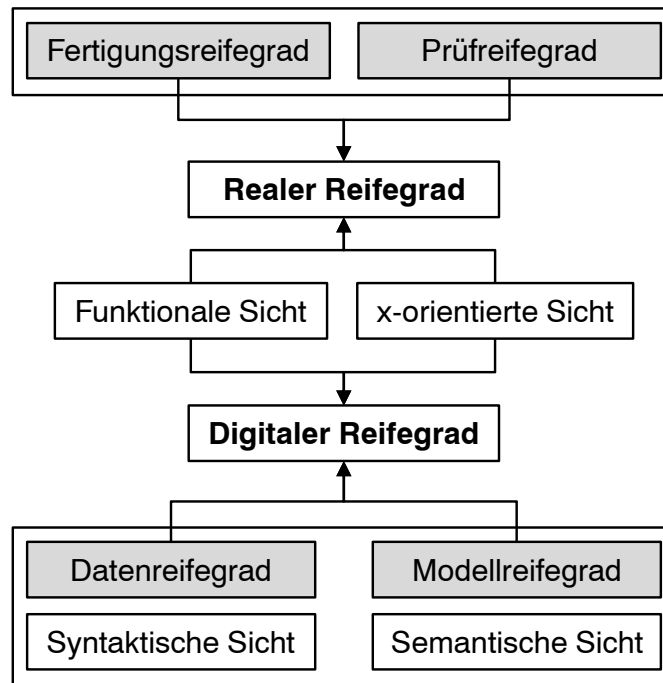 Fertigungsreifegrad
Prüfreifegrad
Realer Reifegrad
Funktionale Sicht
x-orientierte Sicht
Digitaler Reifegrad
Datenreifegrad
Modellreifegrad
Syntaktische Sicht
Semantische Sicht